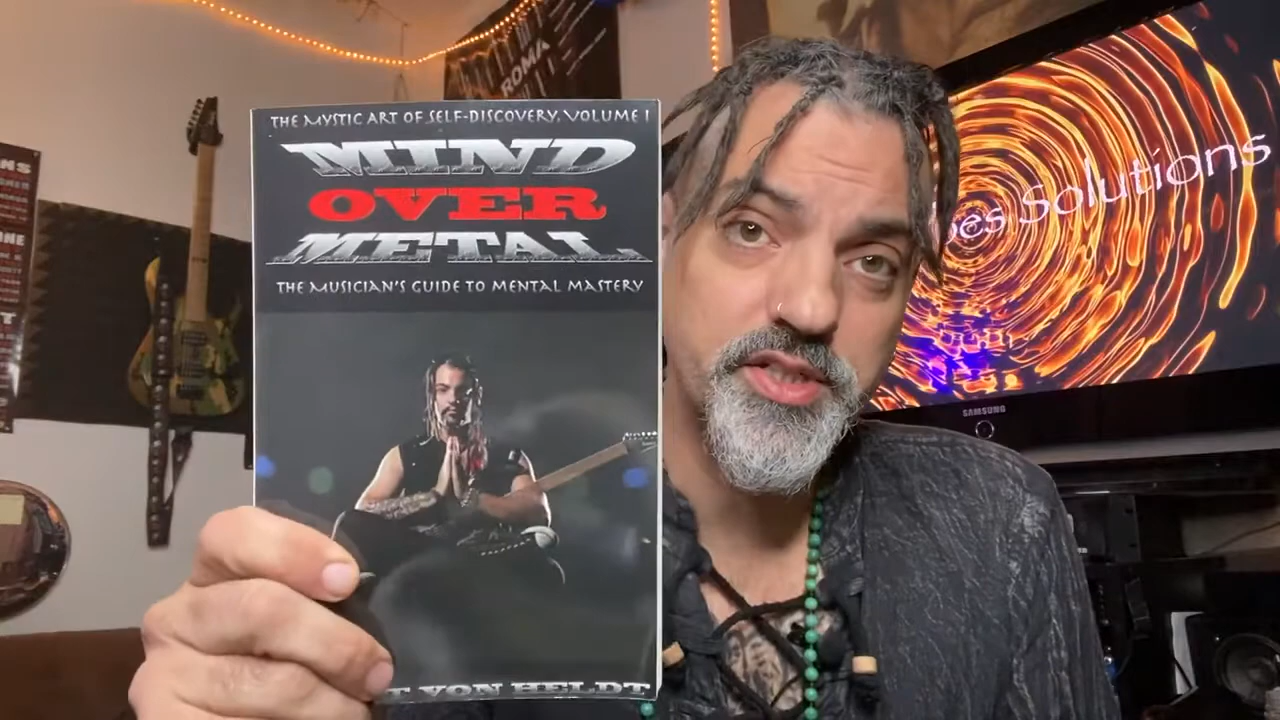 THE MYSTIC ART OF SELF-DISCOVERY, VOLUME 1
MIND
OVER
METAL
THE MUSICIAN'S GUIDE TO MENTAL MASTERY
T VON HELDT
ROMA
Solutions
SAMSUNG